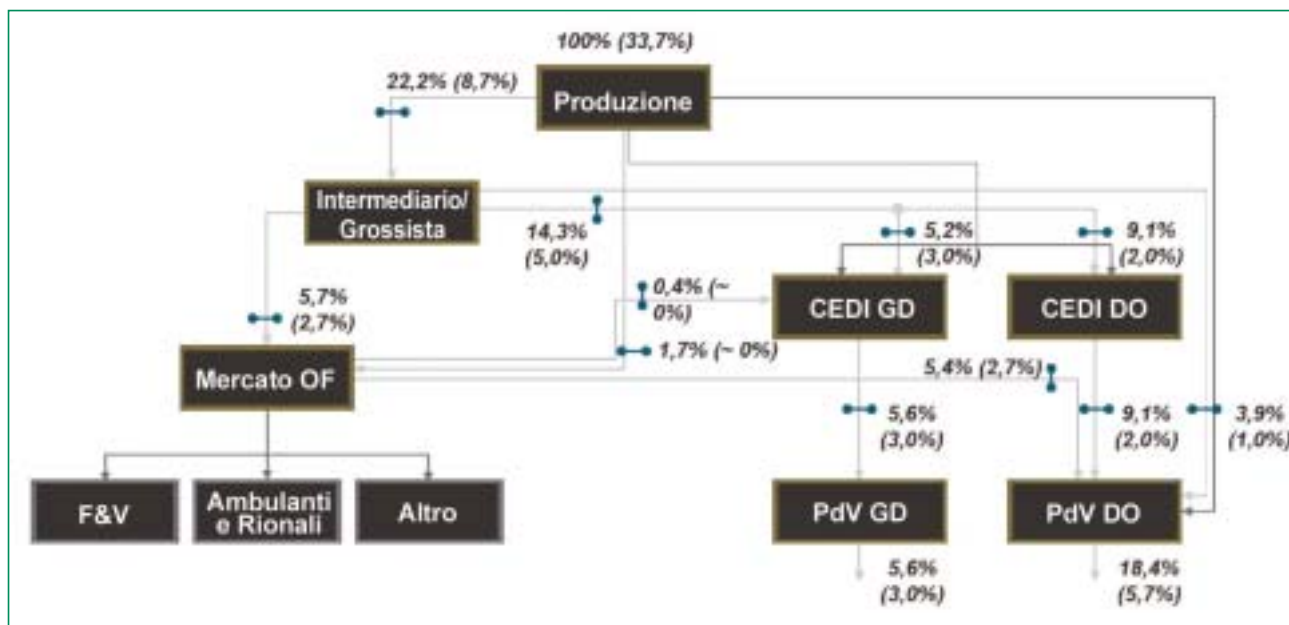 100% (33,7%)
22,2% (8,7%)
Produzione
Intermediario/
Grossista
14,3%
(5,0%)
5,2%
(3,0%)
9,1%
(2,0%)
5,7%
(2,7%)
0,4% (~
0%)
CEDI GD
CEDI DO
1,7% (~ 0%)
Mercato OF
5,4% (2,7%)
5,6%
(3,0%)
9,1%
(2,0%)
3,9%
(1,0%)
F&V
Ambulanti
e Rionali
Altro
PdV GD
PdV DO
5,6%
(3,0%)
18,4%
(5,7%)